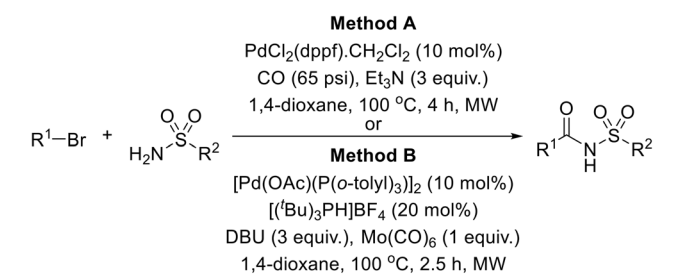 Method A
PdCl2(dppf).CH2Cl2 (10 mol%)
CO (65 psi), Et3N (3 equiv.)
1,4-dioxane, 100 °C, 4 h, MW
or
R¹—Br + H2N S O O R²
R¹ O N H S O O R²
Method B
[Pd(OAc)(P(o-tolyl)3)]2 (10 mol%)
[(ᵗBu)3PH]BF4 (20 mol%)
DBU (3 equiv.), Mo(CO)6 (1 equiv.)
1,4-dioxane, 100 °C, 2.5 h, MW